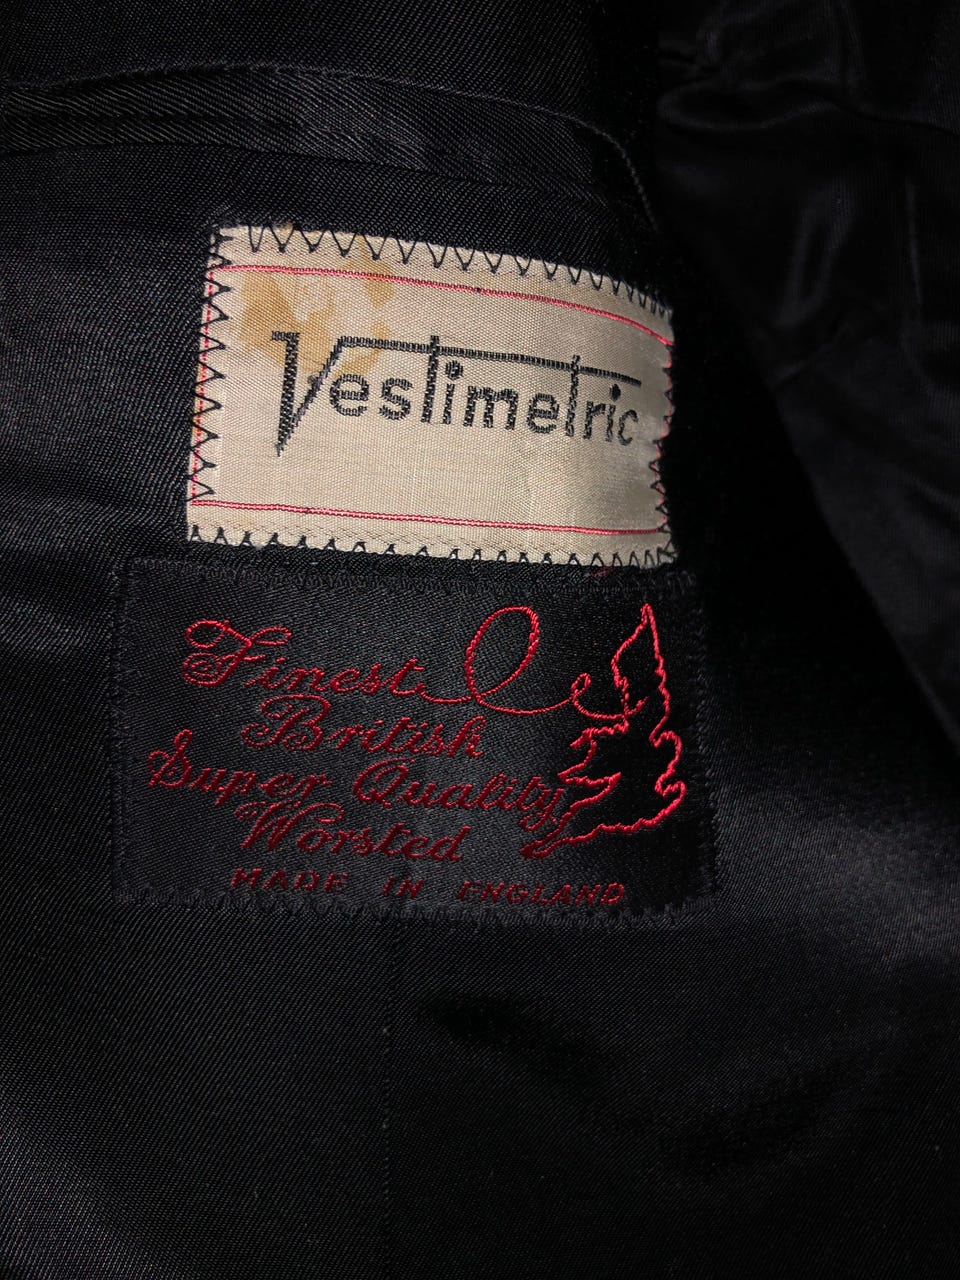 Vestimetric
Finest
British
Super Quality
Worsted
MADE IN ENGLAND